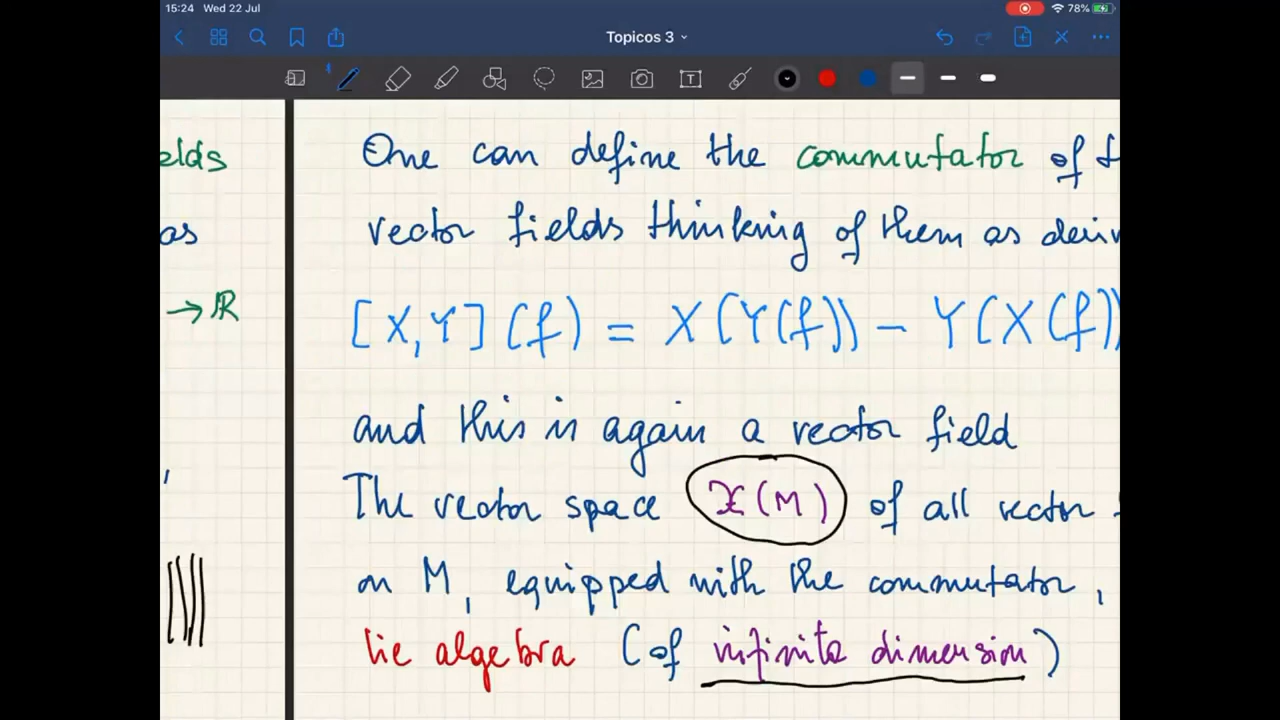 15:24 Wed 22 Jul
78%
Topicos 3
T
elds
as
→ ℝ
One can define the commutator of
vector fields thinking of them as deriv
[X,Y](f) = X(Y(f)) - Y(X(f))
and this is again a vector field
The vector space 𝔛(M) of all vector
on M, equipped with the commutator,
lie algebra (of infinite dimension)